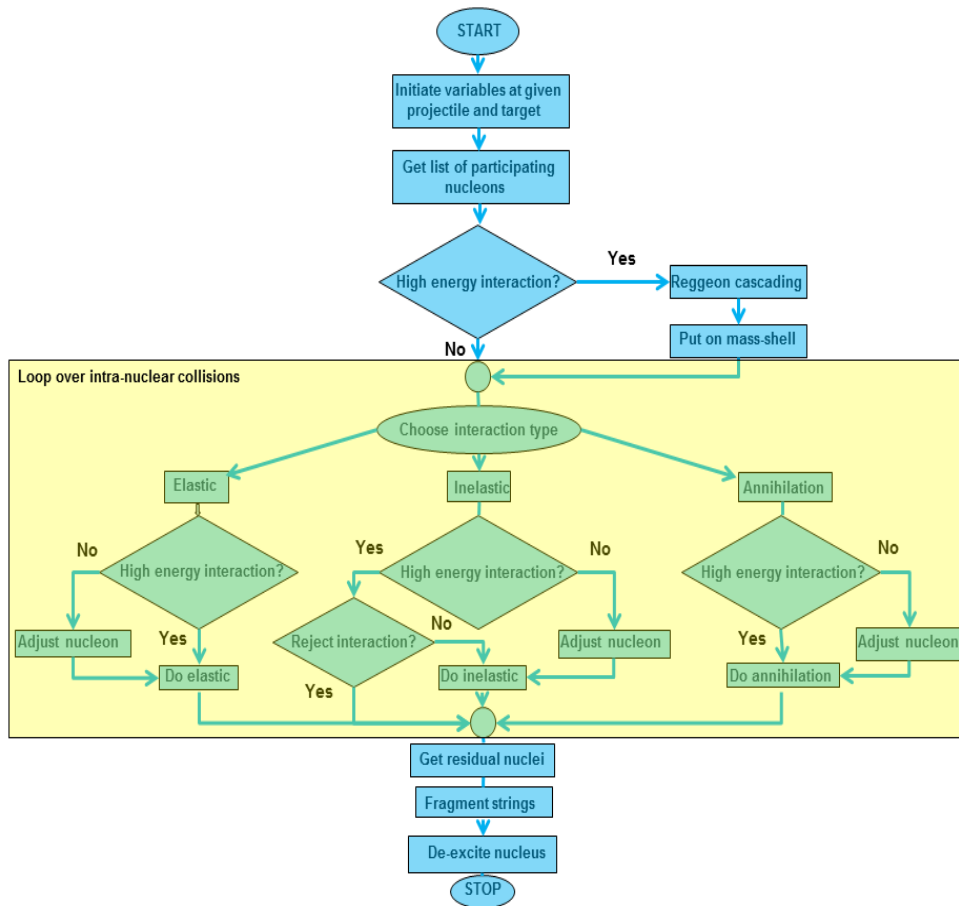 START
Initiate variables at given
projectile and target
Get list of participating
nucleons
High energy interaction?
Yes
Reggeon cascading
Put on mass-shell
No
Loop over intra-nuclear collisions
Choose interaction type
Elastic
Inelastic
Annihilation
No
High energy interaction?
Yes
High energy interaction?
No
High energy interaction?
No
Adjust nucleon
Yes
Reject interaction?
No
Adjust nucleon
Yes
Adjust nucleon
Do elastic
Yes
Do inelastic
Do annihilation
Get residual nuclei
Fragment strings
De-excite nucleus
STOP